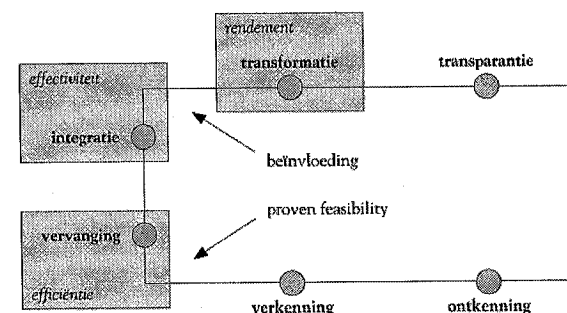 rendement
transformatie
transparantie
effectiviteit
integratie
beïnvloeding
proven feasibility
vervanging
efficiëntie
verkenning
ontkenning